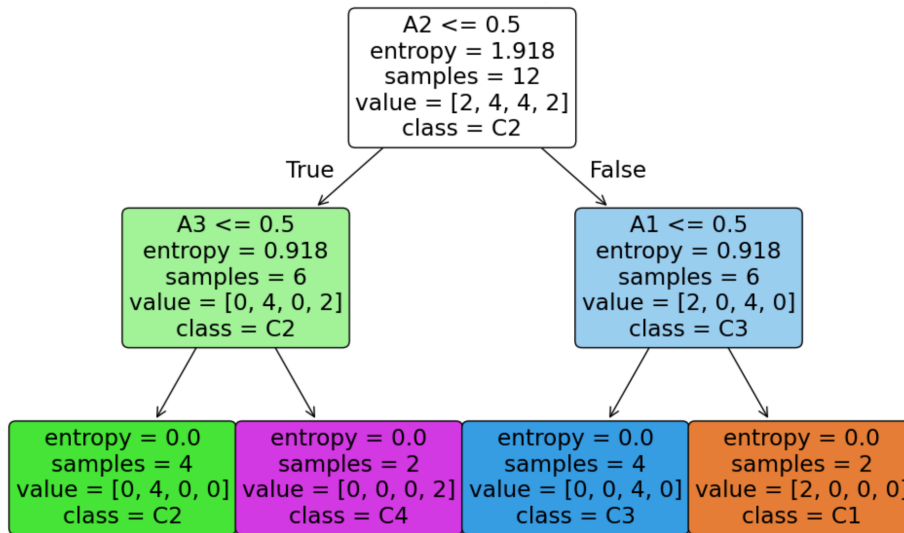 A2 <= 0.5
entropy = 1.918
samples = 12
value = [2, 4, 4, 2]
class = C2
True
False
A3 <= 0.5
entropy = 0.918
samples = 6
value = [0, 4, 0, 2]
class = C2
A1 <= 0.5
entropy = 0.918
samples = 6
value = [2, 0, 4, 0]
class = C3
entropy = 0.0
samples = 4
value = [0, 4, 0, 0]
class = C2
entropy = 0.0
samples = 2
value = [0, 0, 0, 2]
class = C4
entropy = 0.0
samples = 4
value = [0, 0, 4, 0]
class = C3
entropy = 0.0
samples = 2
value = [2, 0, 0, 0]
class = C1